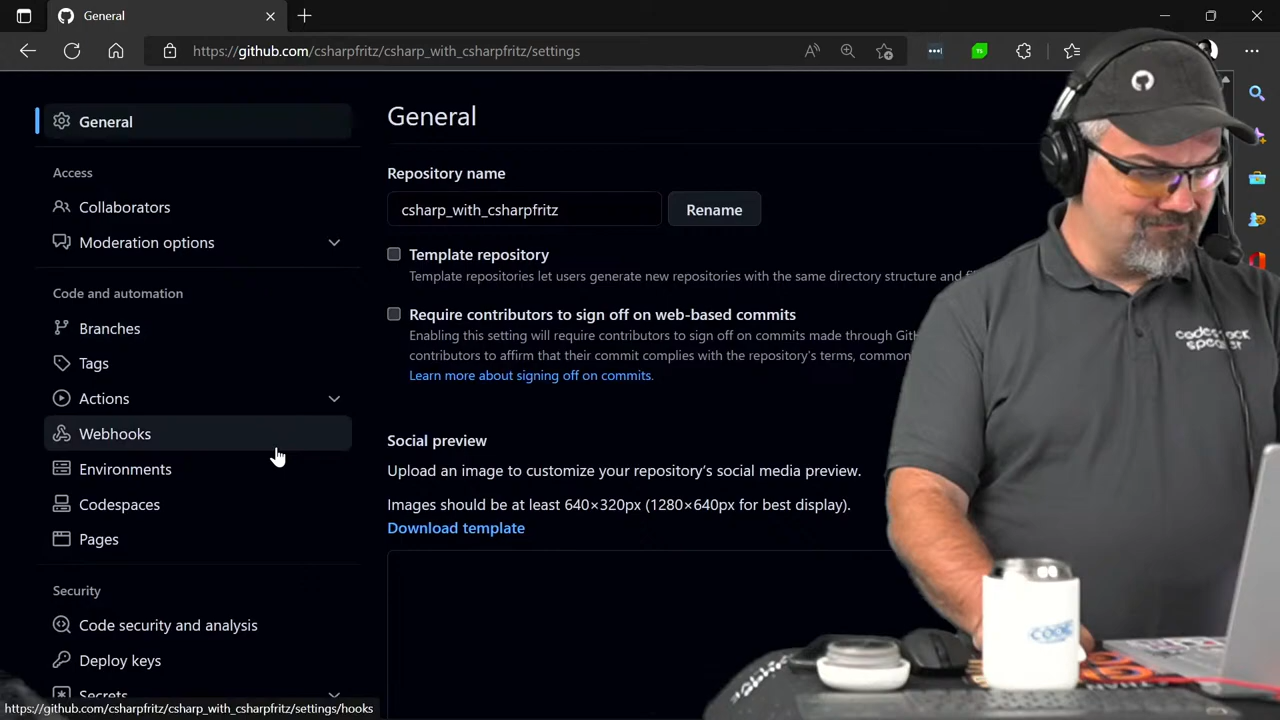 General
https://github.com/csharpfritz/csharp_with_csharpfritz/settings
General
Access
Collaborators
Moderation options
Code and automation
Branches
Tags
Actions
Webhooks
Environments
Codespaces
Pages
Security
Code security and analysis
Deploy keys
Secrets
https://github.com/csharpfritz/csharp_with_csharpfritz/settings/hooks
General
Repository name
csharp_with_csharpfritz
Rename
Template repository
Template repositories let users generate new repositories with the same directory structure and
Require contributors to sign off on web-based commits
Enabling this setting will require contributors to sign off on commits made through
contributors to affirm that their commit complies with the repository's terms,
Learn more about signing off on commits.
Social preview
Upload an image to customize your repository's social media preview.
Images should be at least 640×320px (1280×640px for best display).
Download template
codestock
speaker
CODE
THAN